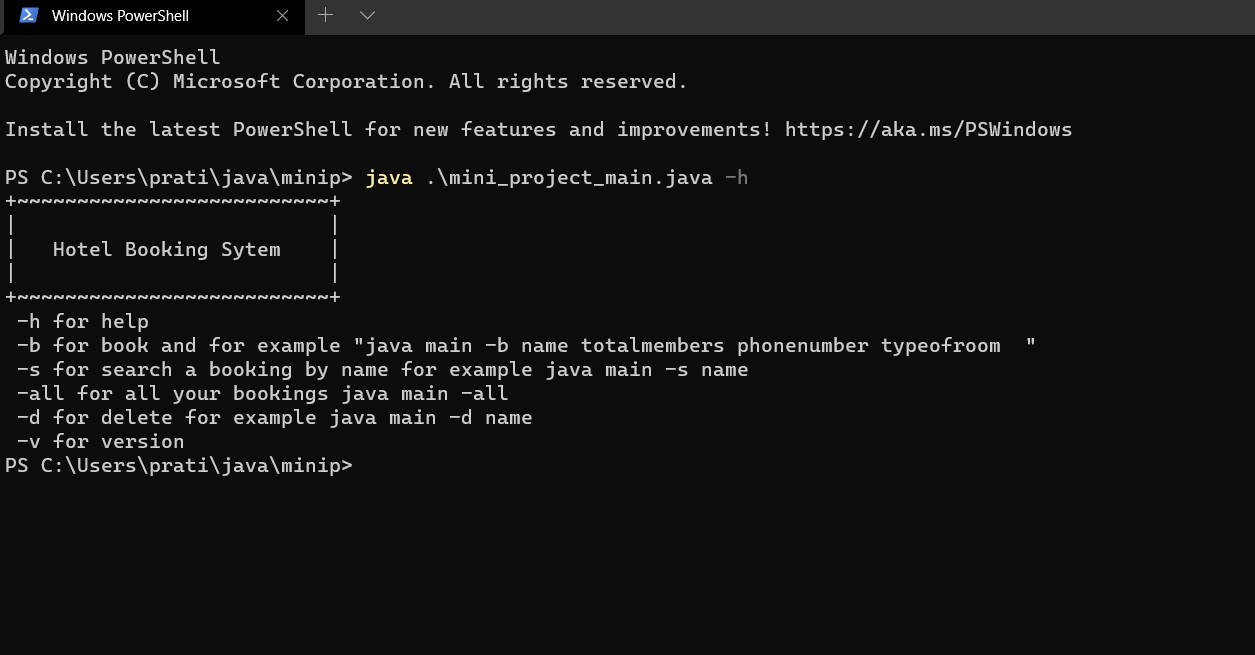 Windows PowerShell
Windows PowerShell
Copyright (C) Microsoft Corporation. All rights reserved.
Install the latest PowerShell for new features and improvements! https://aka.ms/PSWindows
PS C:\Users\prati\java\minip> java .\mini_project_main.java -h
+~~~~~~~~~~~~~~~~~~~~~~~~~~+
|                          |
|   Hotel Booking Sytem    |
|                          |
+~~~~~~~~~~~~~~~~~~~~~~~~~~+
 -h for help
 -b for book and for example "java main -b name totalmembers phonenumber typeofroom  "
 -s for search a booking by name for example java main -s name
 -all for all your bookings java main -all
 -d for delete for example java main -d name
 -v for version
PS C:\Users\prati\java\minip>